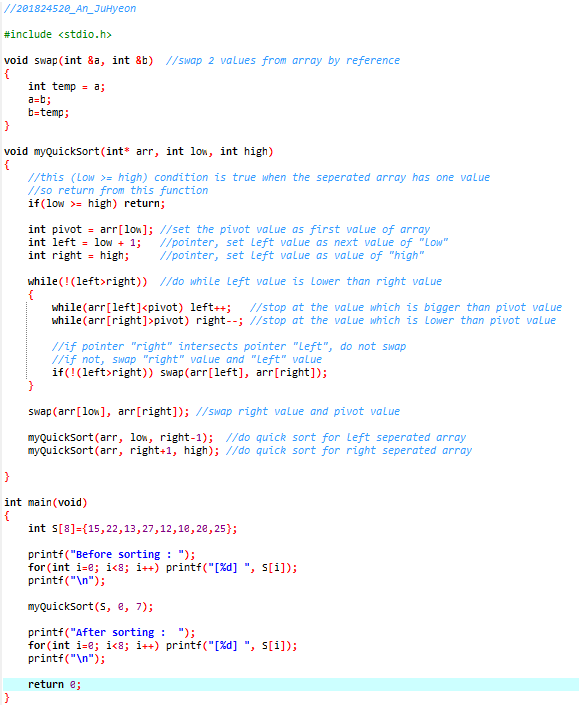 //201824520_An_JuHyeon
#include <stdio.h>
void swap(int &a, int &b)  //swap 2 values from array by reference
{
    int temp = a;
    a=b;
    b=temp;
}
void myQuickSort(int* arr, int low, int high)
{
    //this (low >= high) condition is true when the seperated array has one value
    //so return from this function
    if(low >= high) return;
    int pivot = arr[low]; //set the pivot value as first value of array
    int left = low + 1;   //pointer, set left value as next value of "low"
    int right = high;     //pointer, set left value as value of "high"
    while(!(left>right))  //do while left value is lower than right value
    {
        while(arr[left]<pivot) left++;   //stop at the value which is bigger than pivot value
        while(arr[right]>pivot) right--; //stop at the value which is lower than pivot value
        //if pointer "right" intersects pointer "left", do not swap
        //if not, swap "right" value and "left" value
        if(!(left>right)) swap(arr[left], arr[right]);
    }
    swap(arr[low], arr[right]); //swap right value and pivot value
    myQuickSort(arr, low, right-1);  //do quick sort for left seperated array
    myQuickSort(arr, right+1, high); //do quick sort for right seperated array
}
int main(void)
{
    int S[8]={15,22,13,27,12,10,20,25};
    printf("Before sorting : ");
    for(int i=0; i<8; i++) printf("[%d] ", S[i]);
    printf("\n");
    myQuickSort(S, 0, 7);
    printf("After sorting :  ");
    for(int i=0; i<8; i++) printf("[%d] ", S[i]);
    printf("\n");
    return 0;
}